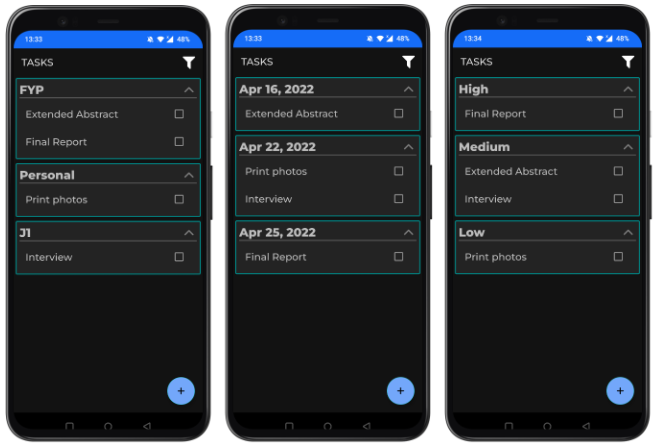 13:33 48%
TASKS
FYP
Extended Abstract
Final Report
Personal
Print photos
J1
Interview
+
13:33 48%
TASKS
Apr 16, 2022
Extended Abstract
Apr 22, 2022
Print photos
Interview
Apr 25, 2022
Final Report
+
13:34 48%
TASKS
High
Final Report
Medium
Extended Abstract
Interview
Low
Print photos
+